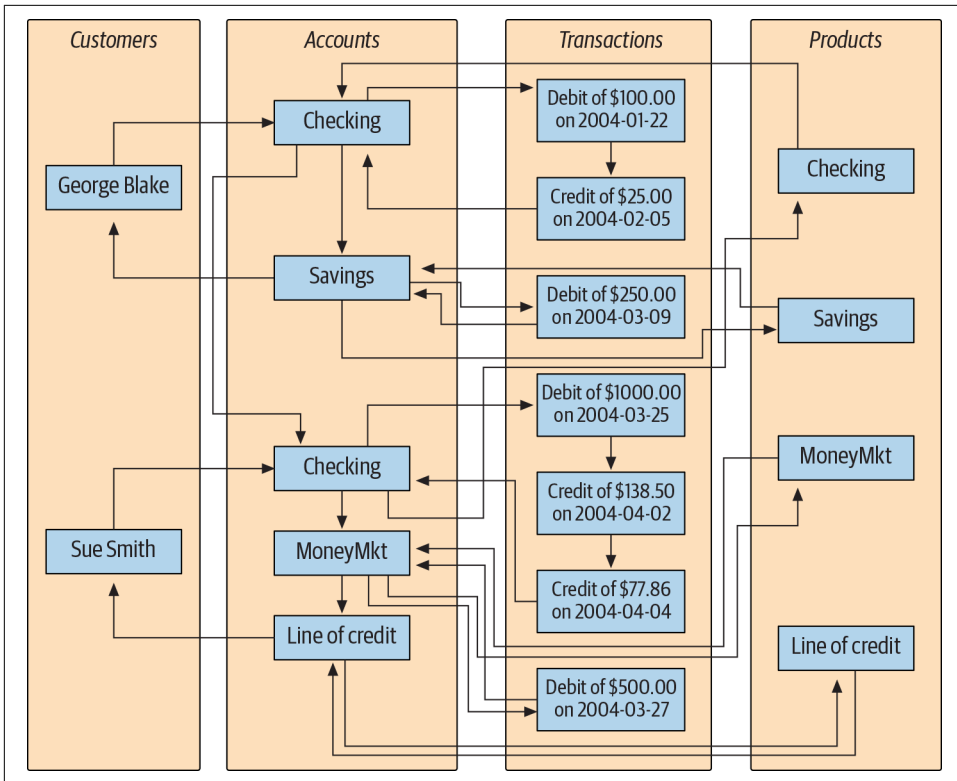 Customers
Accounts
Transactions
Products
George Blake
Sue Smith
Checking
Savings
Checking
MoneyMkt
Line of credit
Debit of $100.00
on 2004-01-22
Credit of $25.00
on 2004-02-05
Debit of $250.00
on 2004-03-09
Debit of $1000.00
on 2004-03-25
Credit of $138.50
on 2004-04-02
Credit of $77.86
on 2004-04-04
Debit of $500.00
on 2004-03-27
Checking
Savings
MoneyMkt
Line of credit